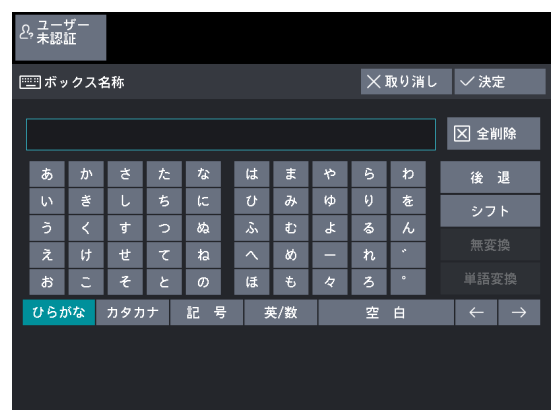 ユーザー
未認証
ボックス名称
取り消し
決定
全削除
あ か さ た な は ま や ら わ
後 退
い き し ち に ひ み ゆ り を
シフト
う く す つ ぬ ふ む よ る ん
無変換
え け せ て ね へ め ー れ ゛
単語変換
お こ そ と の ほ も 々 ろ ゜
ひらがな カタカナ 記 号 英/数 空 白 ← →